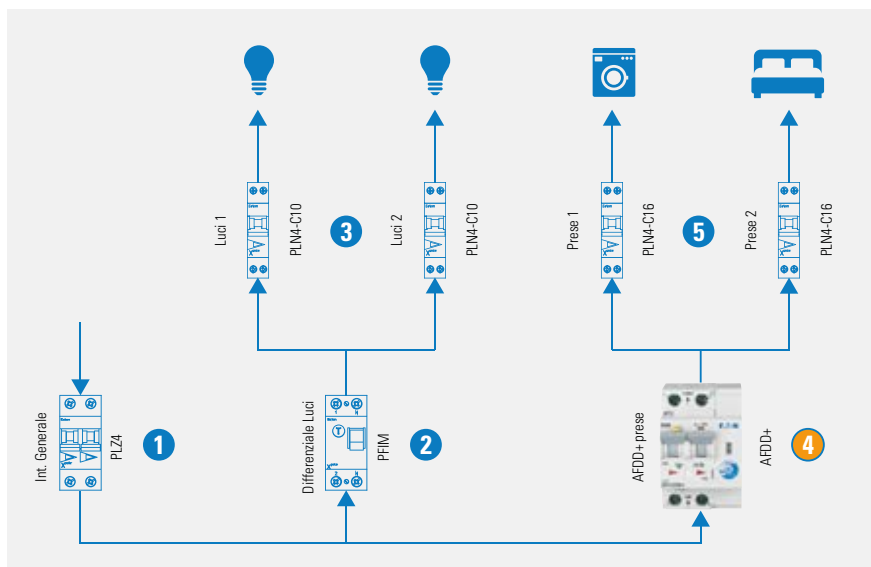 Luci 1
PLN4-C10
3
Luci 2
PLN4-C10
Prese 1
PLN4-C16
5
Prese 2
PLN4-C16
Int. Generale
PLZ4
1
Differenziale Luci
PFIM
2
AFDD+ prese
E·T·N
AFDD+
4